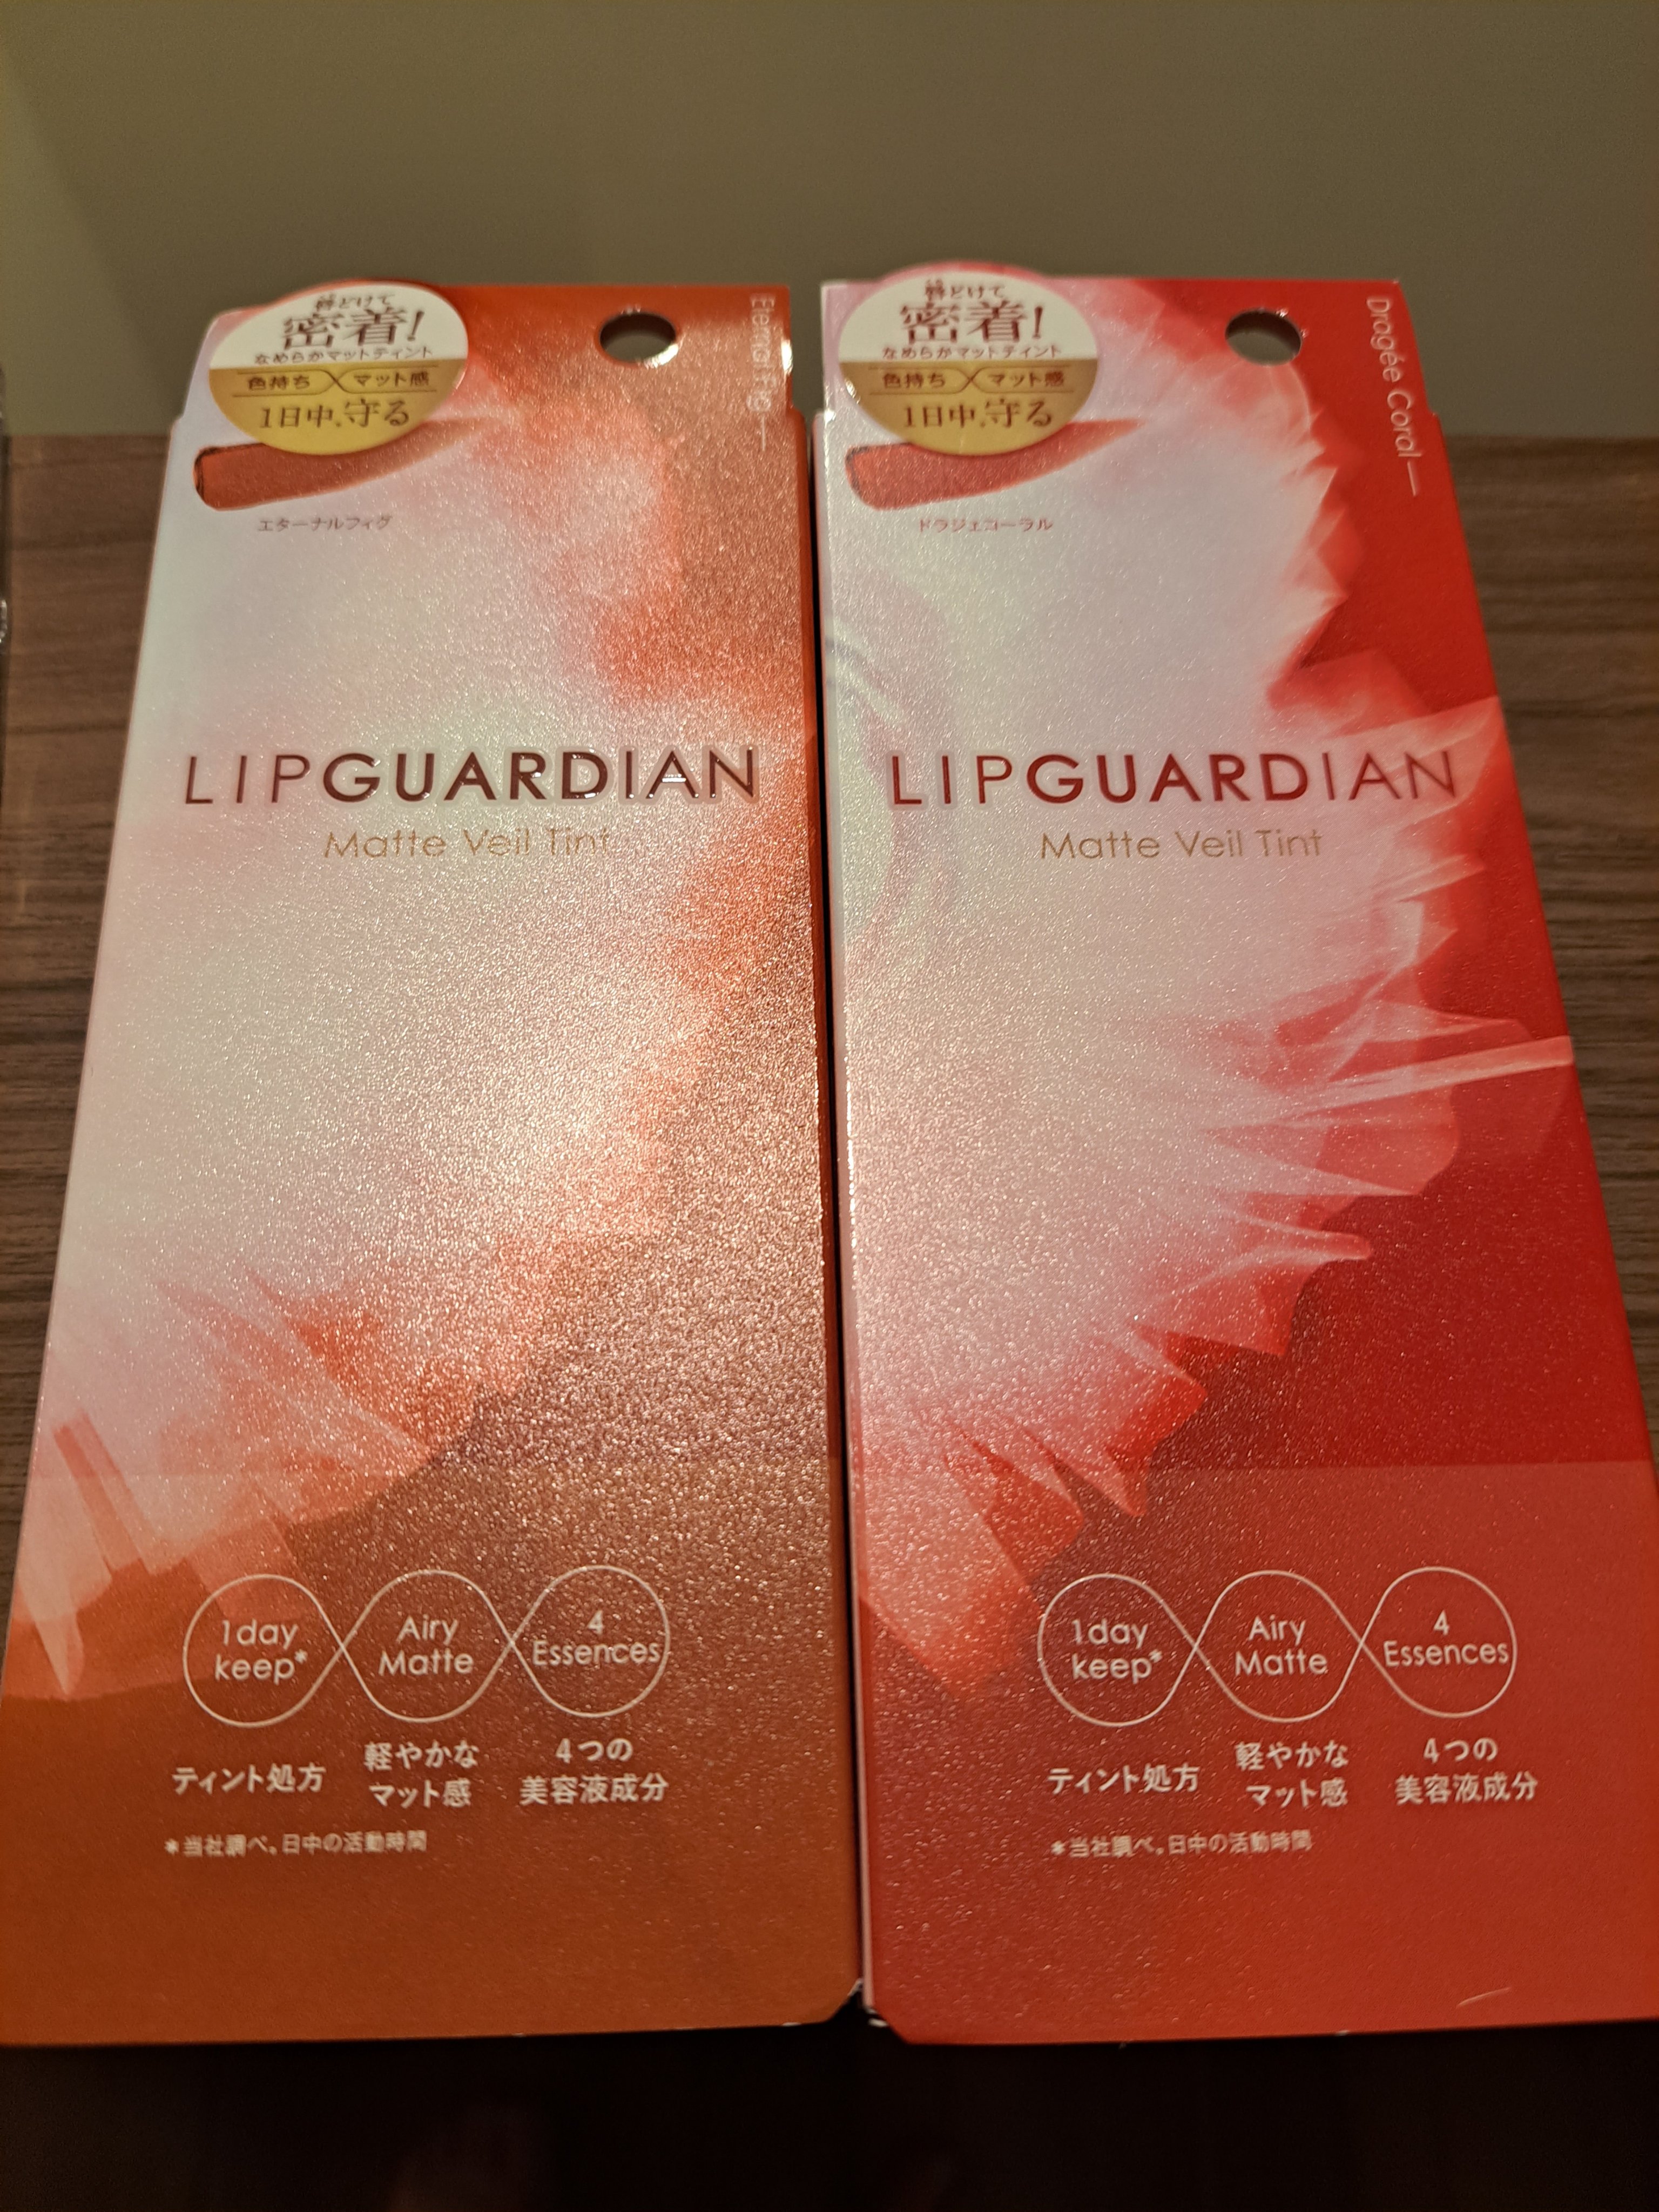 唇とけて
密着!
なめらかマットティント
色持ち マット感
1日中、守る
エターナルフィグ
Eternal Fig
LIPGUARDIAN
Matte Veil Tint
1day
keep*
Airy
Matte
4
Essences
ティント処方
軽やかな
マット感
4つの
美容液成分
*当社調べ。日中の活動時間
唇とけて
密着!
なめらかマットティント
色持ち マット感
1日中、守る
ドラジェコーラル
Dragée Coral
LIPGUARDIAN
Matte Veil Tint
1day
keep*
Airy
Matte
4
Essences
ティント処方
軽やかな
マット感
4つの
美容液成分
*当社調べ。日中の活動時間